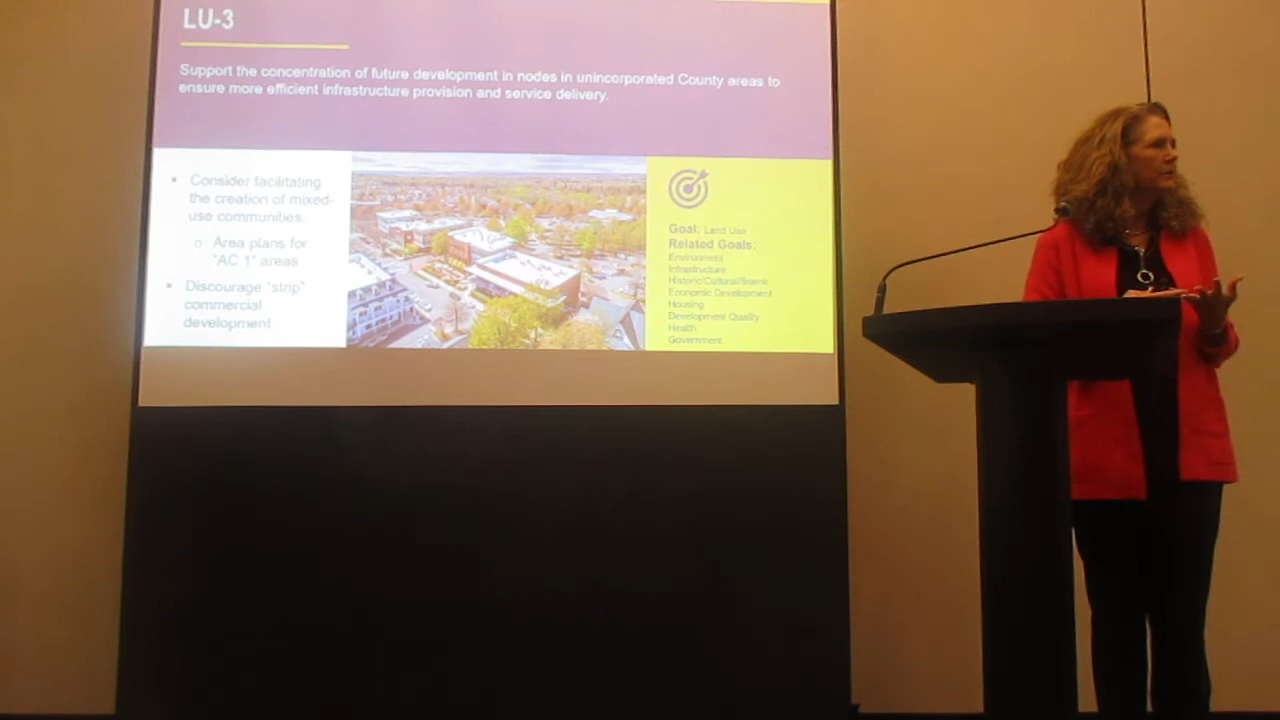 LU-3
Support the concentration of future development in nodes in unincorporated County areas to
ensure more efficient infrastructure provision and service delivery.
▪ Consider facilitating
the creation of mixed-
use communities.
o Area plans for
"AC 1" areas
▪ Discourage "strip"
commercial
development.
Goal: Land Use
Related Goals:
Environment
Infrastructure
Historic/Cultural/Scenic
Economic Development
Housing
Development Quality
Health
Government